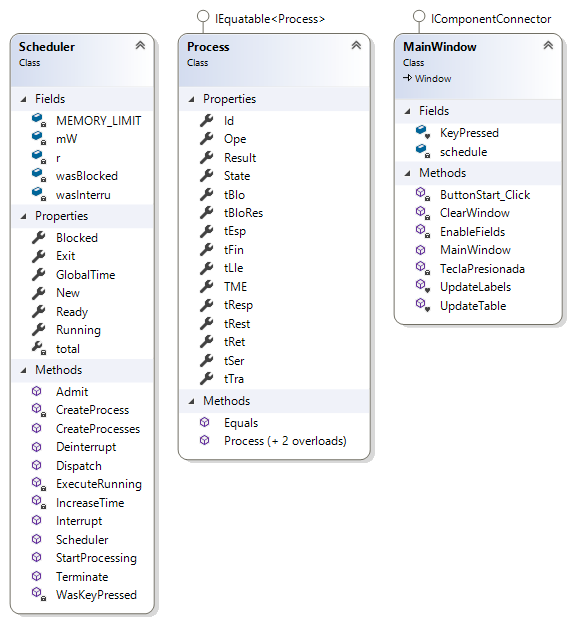 IEquatable<Process>
IComponentConnector
Scheduler
Class
Fields
MEMORY_LIMIT
mW
r
wasBlocked
wasInterru
Properties
Blocked
Exit
GlobalTime
New
Ready
Running
total
Methods
Admit
CreateProcess
CreateProcesses
Deinterrupt
Dispatch
ExecuteRunning
IncreaseTime
Interrupt
Scheduler
StartProcessing
Terminate
WasKeyPressed
Process
Class
Properties
Id
Ope
Result
State
tBlo
tBloRes
tEsp
tFin
tLle
TME
tResp
tRest
tRet
tSer
tTra
Methods
Equals
Process (+ 2 overloads)
MainWindow
Class
Window
Fields
KeyPressed
schedule
Methods
ButtonStart_Click
ClearWindow
EnableFields
MainWindow
TeclaPresionada
UpdateLabels
UpdateTable